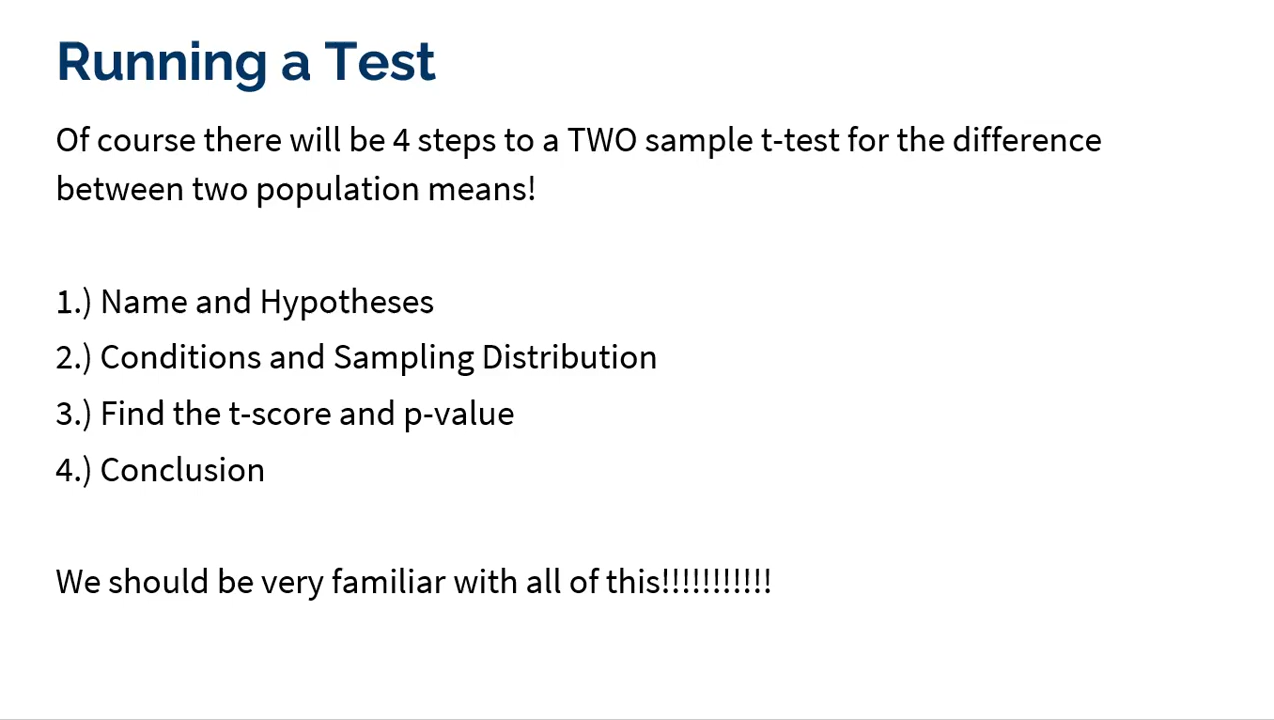 Running a Test
Of course there will be 4 steps to a TWO sample t-test for the difference
between two population means!
1.) Name and Hypotheses
2.) Conditions and Sampling Distribution
3.) Find the t-score and p-value
4.) Conclusion
We should be very familiar with all of this!!!!!!!!!!!